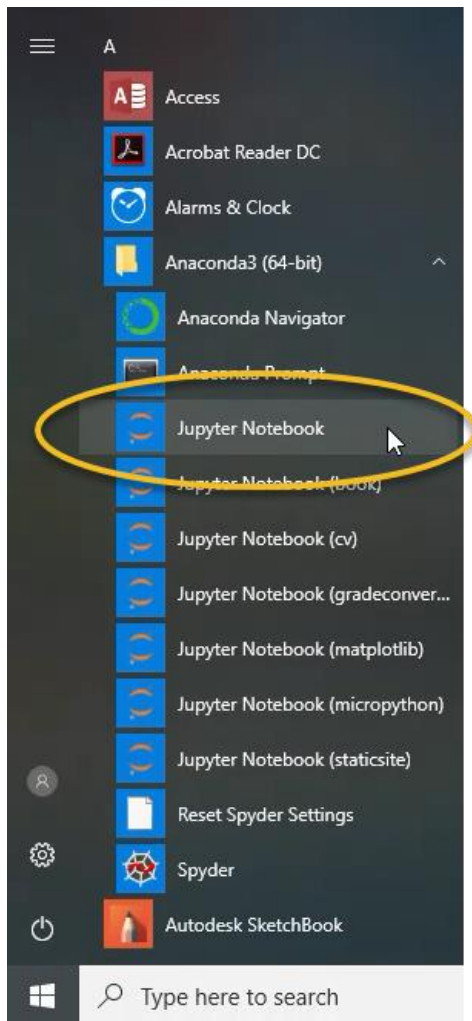 A
Access
Acrobat Reader DC
Alarms & Clock
Anaconda3 (64-bit)
Anaconda Navigator
Anaconda Prompt
Jupyter Notebook
Jupyter Notebook (book)
Jupyter Notebook (cv)
Jupyter Notebook (gradeconver...
Jupyter Notebook (matplotlib)
Jupyter Notebook (micropython)
Jupyter Notebook (staticsite)
Reset Spyder Settings
Spyder
Autodesk SketchBook
Type here to search